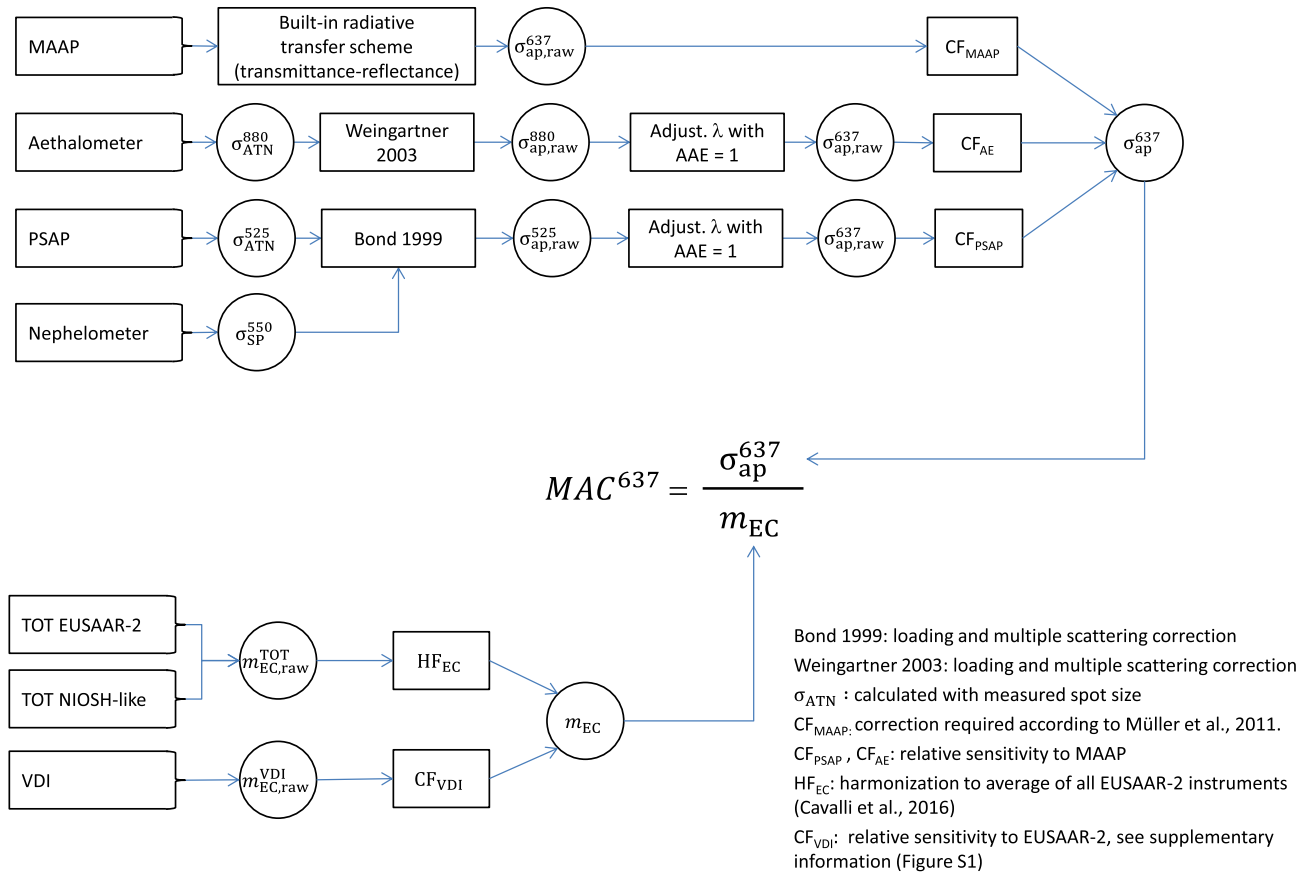 MAAP
Built-in radiative
transfer scheme
(transmittance-reflectance)
σ637ap,raw
CFMAAP
Aethalometer
σ880ATN
Weingartner
2003
σ880ap,raw
Adjust. λ with
AAE = 1
σ637ap,raw
CFAE
σ637ap
PSAP
σ525ATN
Bond 1999
σ525ap,raw
Adjust. λ with
AAE = 1
σ637ap,raw
CFPSAP
Nephelometer
σ550SP
MAC637 = σ637ap
mEC
TOT EUSAAR-2
TOT NIOSH-like
mTOTEC,raw
HFEC
mEC
VDI
mVDIEC,raw
CFVDI
Bond 1999: loading and multiple scattering correction
Weingartner 2003: loading and multiple scattering correction
σATN : calculated with measured spot size
CFMAAP: correction required according to Müller et al., 2011.
CFPSAP , CFAE: relative sensitivity to MAAP
HFEC: harmonization to average of all EUSAAR-2 instruments
(Cavalli et al., 2016)
CFVDI: relative sensitivity to EUSAAR-2, see supplementary
information (Figure S1)